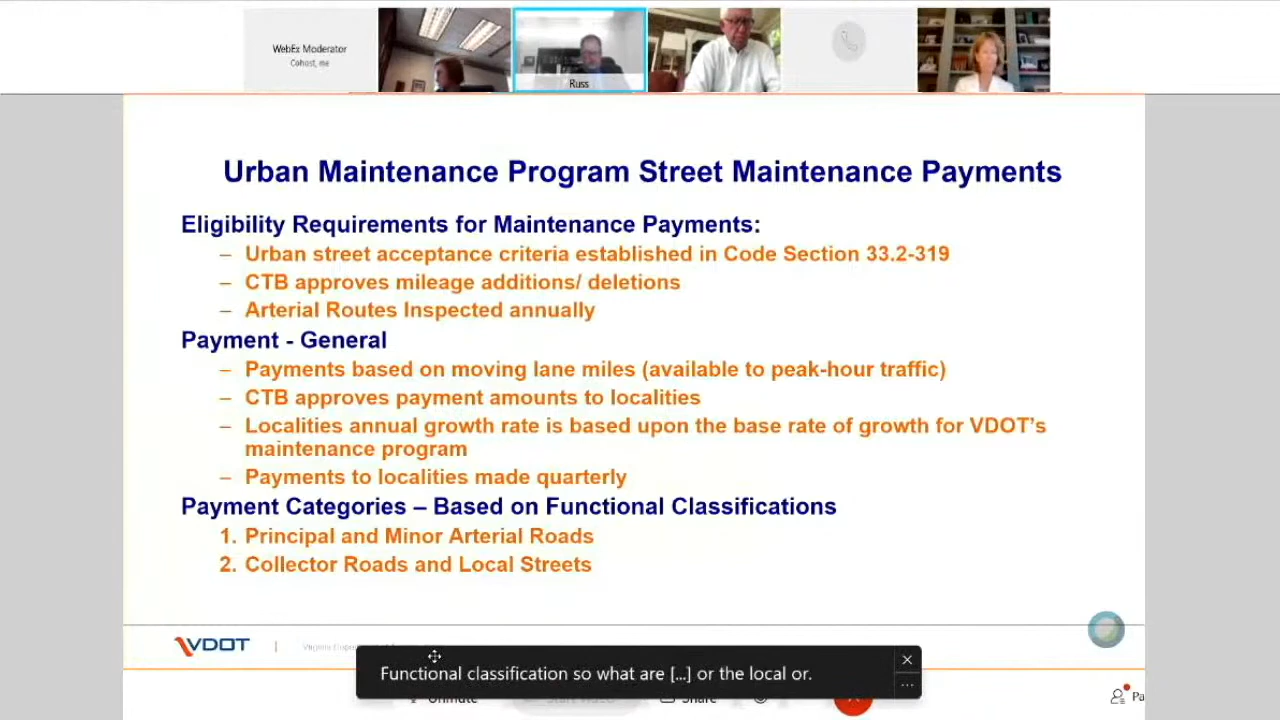 WebEx Moderator
Cohost, me
Russ
Urban Maintenance Program Street Maintenance Payments
Eligibility Requirements for Maintenance Payments:
– Urban street acceptance criteria established in Code Section 33.2-319
– CTB approves mileage additions/ deletions
– Arterial Routes Inspected annually
Payment - General
– Payments based on moving lane miles (available to peak-hour traffic)
– CTB approves payment amounts to localities
– Localities annual growth rate is based upon the base rate of growth for VDOT's
maintenance program
– Payments to localities made quarterly
Payment Categories – Based on Functional Classifications
1. Principal and Minor Arterial Roads
2. Collector Roads and Local Streets
VDOT
Functional classification so what are [...] or the local or.
Unmute
Share
Pa